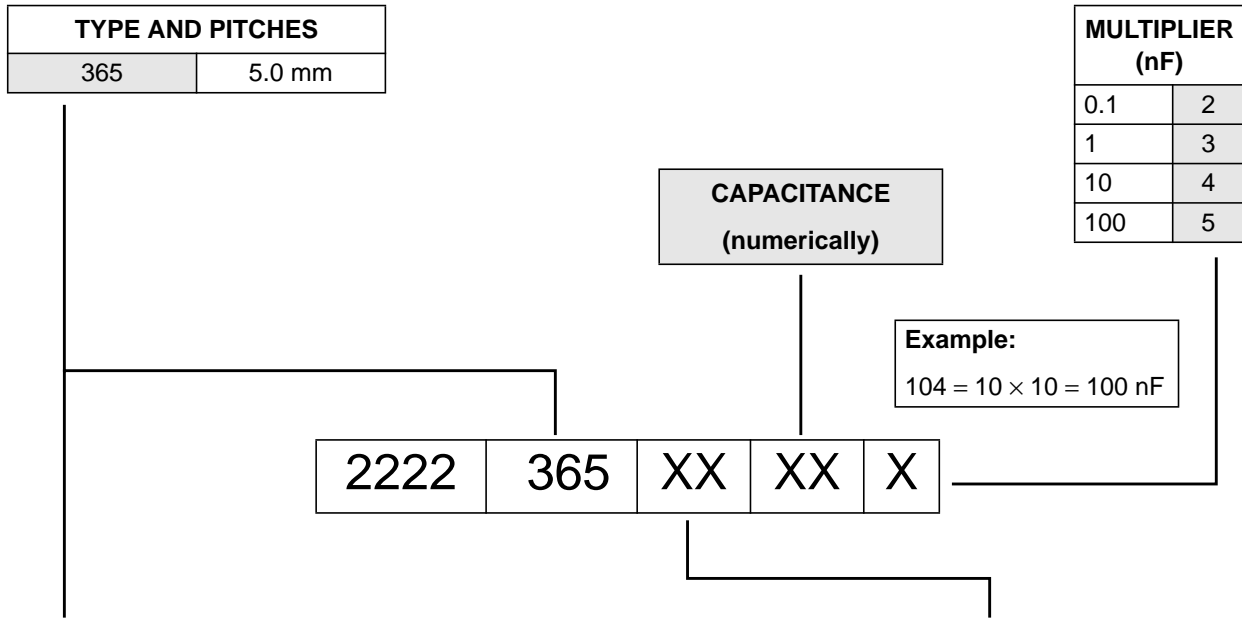 TYPE AND PITCHES
365 5.0 mm
MULTIPLIER
(nF)
0.1 2
1 3
10 4
100 5
CAPACITANCE
(numerically)
Example:
104 = 10 × 10 = 100 nF
2222 365 XX XX X